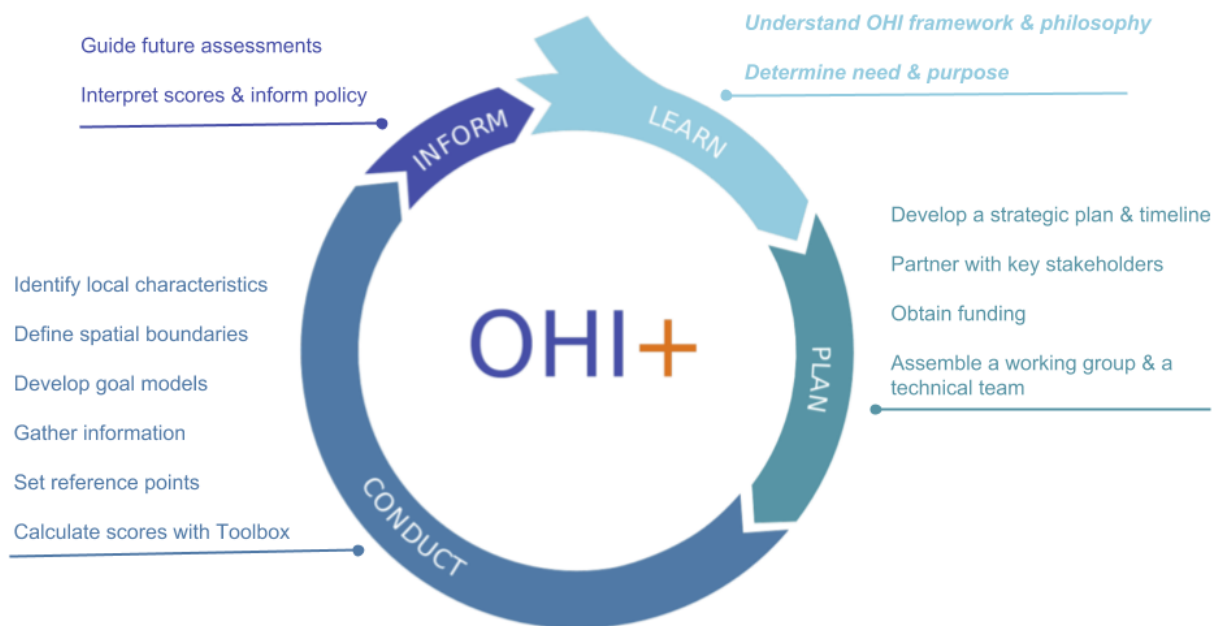 Understand OHI framework & philosophy
Determine need & purpose
LEARN
Develop a strategic plan & timeline
Partner with key stakeholders
Obtain funding
Assemble a working group & a
technical team
PLAN
Identify local characteristics
Define spatial boundaries
Develop goal models
Gather information
Set reference points
Calculate scores with Toolbox
CONDUCT
Guide future assessments
Interpret scores & inform policy
INFORM
OHI+